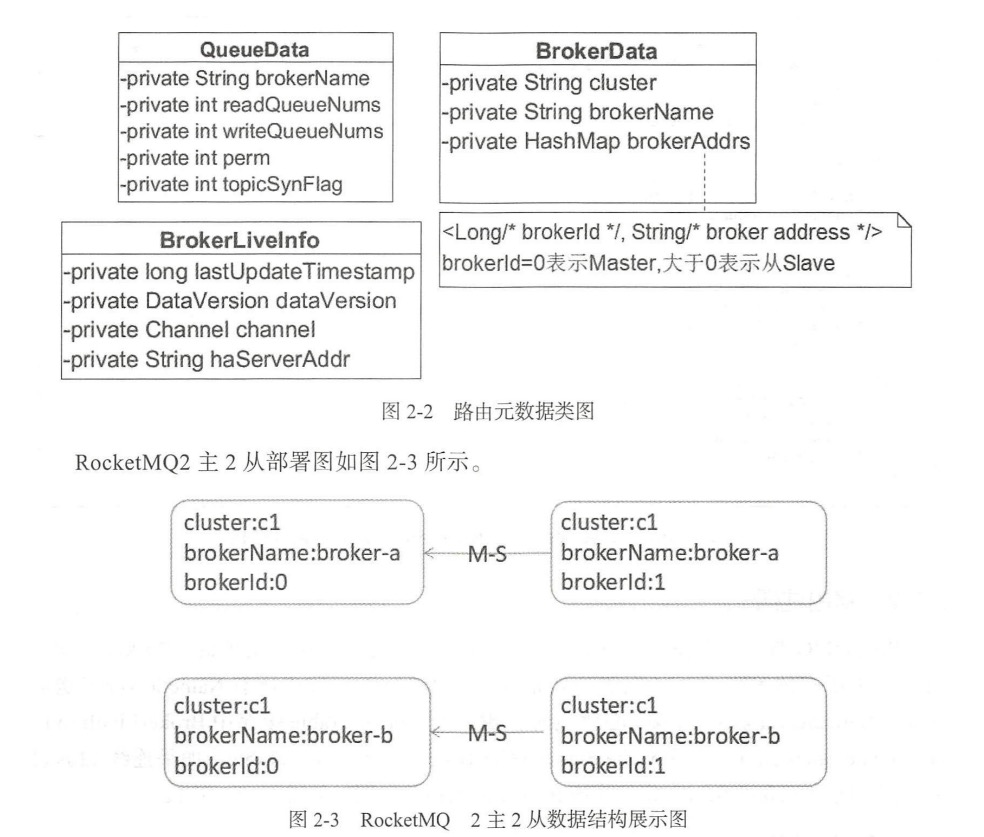 QueueData
-private String brokerName
-private int readQueueNums
-private int writeQueueNums
-private int perm
-private int topicSynFlag
BrokerData
-private String cluster
-private String brokerName
-private HashMap brokerAddrs
<Long/* brokerId */, String/* broker address */>
brokerId=0表示Master,大于0表示从Slave
BrokerLiveInfo
-private long lastUpdateTimestamp
-private DataVersion dataVersion
-private Channel channel
-private String haServerAddr
图 2-2 路由元数据类图
RocketMQ2 主 2 从部署图如图 2-3 所示。
cluster:c1
brokerName:broker-a
brokerId:0
M-S
cluster:c1
brokerName:broker-a
brokerId:1
cluster:c1
brokerName:broker-b
brokerId:0
M-S
cluster:c1
brokerName:broker-b
brokerId:1
图 2-3 RocketMQ 2 主 2 从数据结构展示图